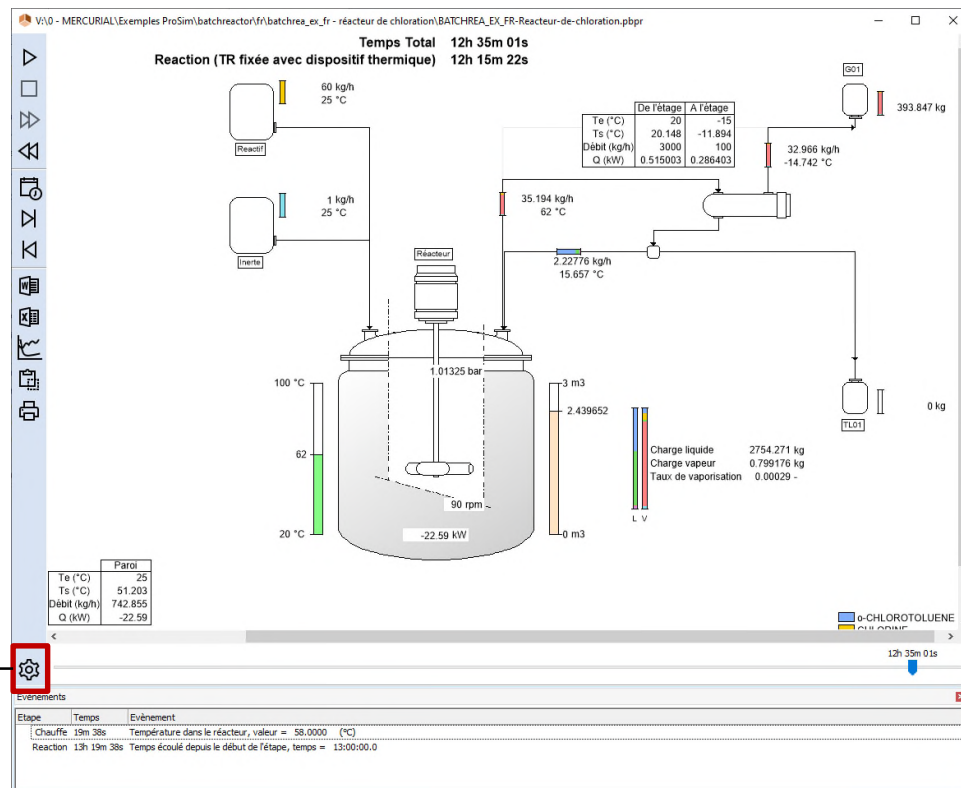 V:\0 - MERCURIAL\Exemples ProSim\batchreactor\fr\batchrea_ex_fr - réacteur de chloration\BATCHREA_EX_FR-Reacteur-de-chloration.pbpr
Temps Total 12h 35m 01s
Reaction (TR fixée avec dispositif thermique) 12h 15m 22s
60 kg/h
25 °C
Reactif
1 kg/h
25 °C
Inerte
De l'étage A l'étage
Te (°C) 20 -15
Ts (°C) 20.148 -11.894
Débit (kg/h) 3000 100
Q (kW) 0.515003 0.286403
G01
393.847 kg
32.966 kg/h
-14.742 °C
35.194 kg/h
62 °C
2.22776 kg/h
15.657 °C
Réacteur
1.01325 bar
100 °C
62
20 °C
3 m3
2.439652
0 m3
90 rpm
-22.59 kW
L V
Charge liquide 2754.271 kg
Charge vapeur 0.799176 kg
Taux de vaporisation 0.00029 -
0 kg
TL01
Paroi
Te (°C) 25
Ts (°C) 51.203
Débit (kg/h) 742.855
Q (kW) -22.59
o-CHLOROTOLUENE
CHLORINE
12h 35m 01s
Evènements
Etape Temps Evènement
Chauffe 19m 38s Température dans le réacteur, valeur = 58.0000 (°C)
Reaction 13h 19m 38s Temps écoulé depuis le début de l'étape, temps = 13:00:00.0